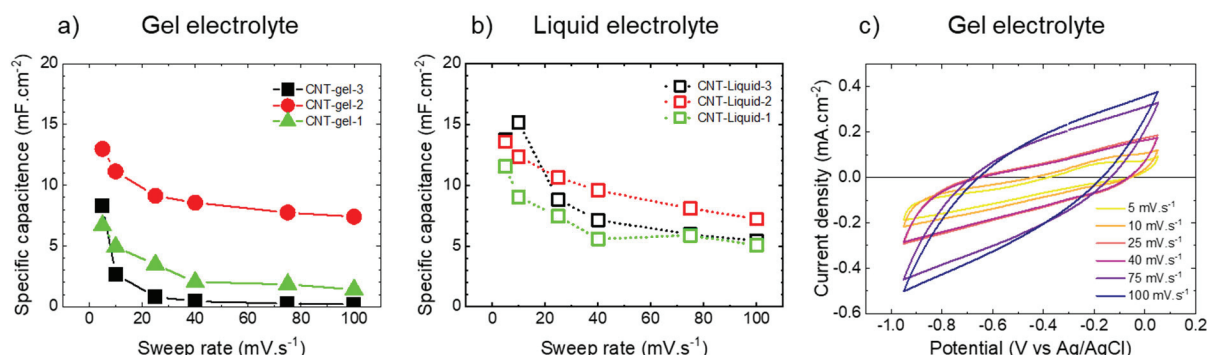 a) Gel electrolyte
b) Liquid electrolyte
c) Gel electrolyte
Specific capacitance (mF.cm-2)
20
15
10
5
0
CNT-gel-3
CNT-gel-2
CNT-gel-1
0 20 40 60 80 100
Sweep rate (mV.s-1)
Specific capacitance (mF.cm-2)
20
15
10
5
0
CNT-Liquid-3
CNT-Liquid-2
CNT-Liquid-1
0 20 40 60 80 100
Sweep rate (mV.s-1)
Current density (mA.cm-2)
0.4
0.2
0.0
-0.2
-0.4
-0.6
5 mV.s-1
10 mV.s-1
25 mV.s-1
40 mV.s-1
75 mV.s-1
100 mV.s-1
-1.0 -0.8 -0.6 -0.4 -0.2 0.0 0.2
Potential (V vs Ag/AgCl)